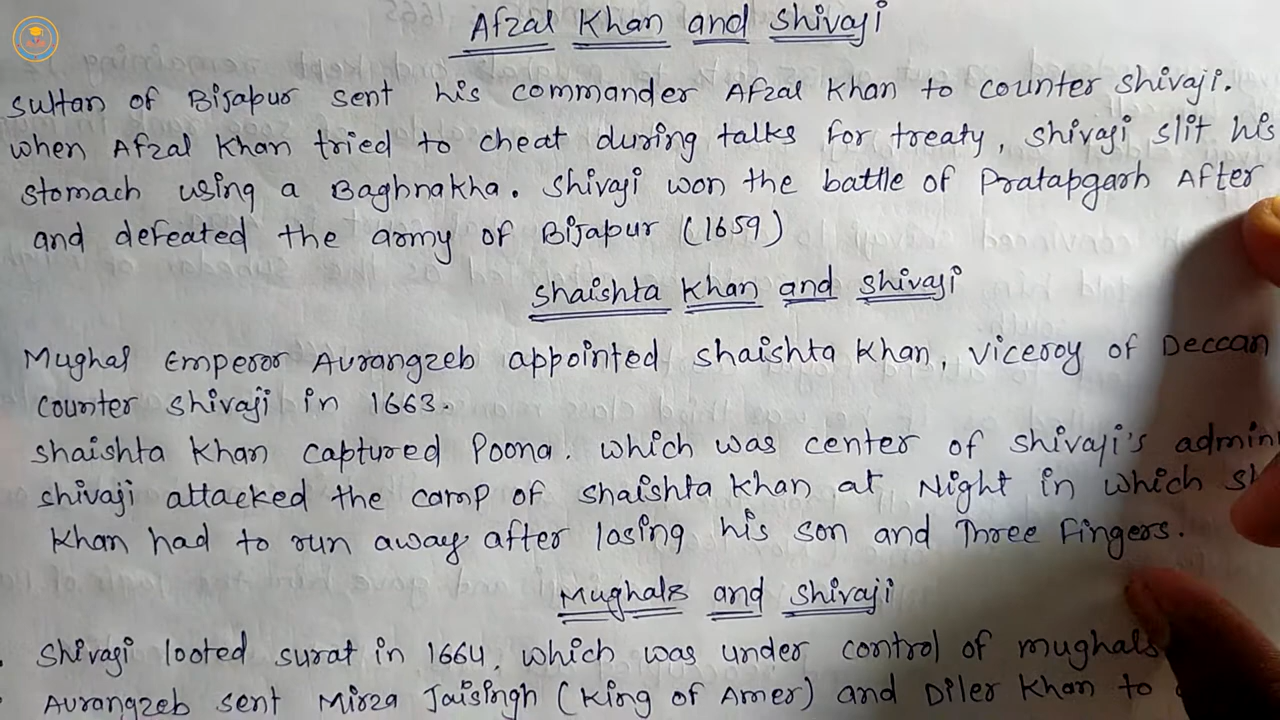 Afzal Khan and Shivaji
Sultan of Bijapur sent his commander Afzal Khan to counter Shivaji.
When Afzal Khan tried to cheat during talks for treaty, Shivaji slit his
stomach using a Baghnakha. Shivaji won the battle of Pratapgarh After
and defeated the army of Bijapur (1659)
Shaishta Khan and Shivaji
Mughal Emperor Aurangzeb appointed Shaishta Khan, Viceroy of Deccan
counter Shivaji in 1663.
Shaishta Khan captured Poona. which was center of Shivaji's
Shivaji attacked the camp of Shaishta Khan at Night in which
Khan had to run away after losing his son and Three Fingers.
Mughals and Shivaji
Shivaji looted surat in 1664, which was under control of mughals
Aurangzeb sent Mirza Jaisingh (King of Amer) and Diler Khan to